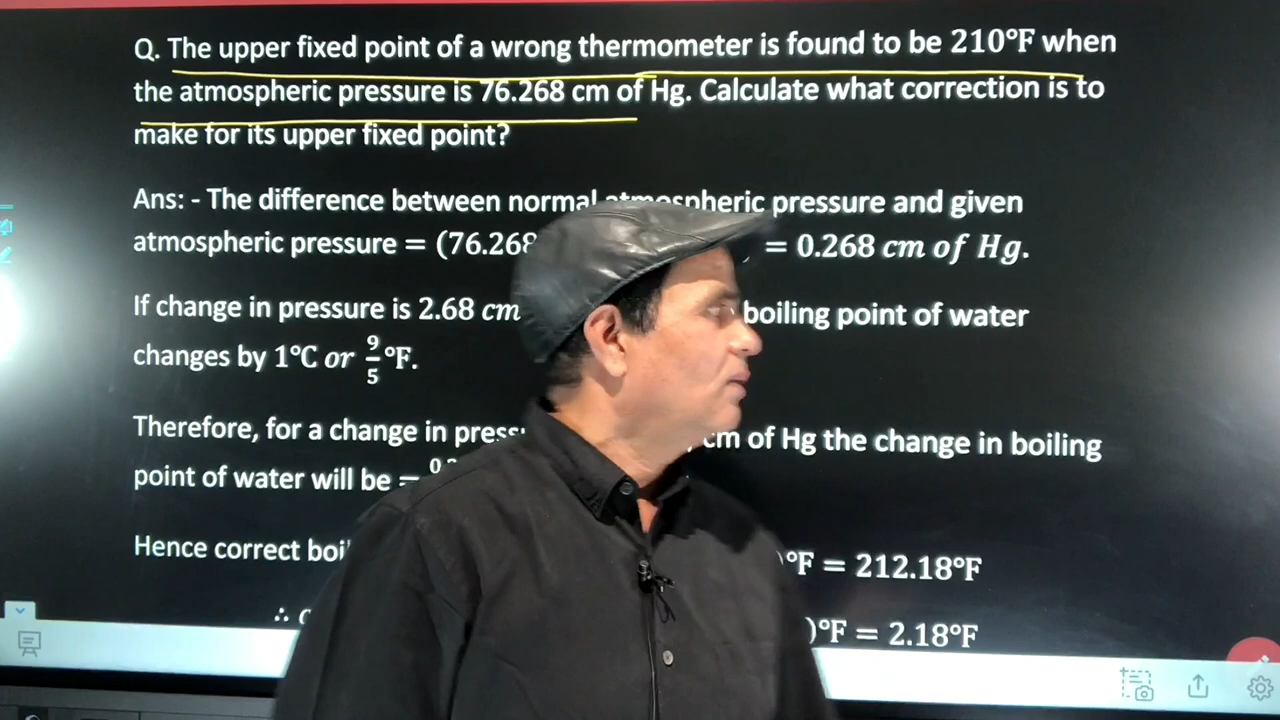 Q. The upper fixed point of a wrong thermometer is found to be 210°F when
the atmospheric pressure is 76.268 cm of Hg. Calculate what correction is to
make for its upper fixed point?
Ans: - The difference between normal atmospheric pressure and given
atmospheric pressure = (76.268 = 0.268 cm of Hg.
If change in pressure is 2.68 cm boiling point of water
changes by 1°C or 9/5 °F.
Therefore, for a change in cm of Hg the change in boiling
point of water will be =
Hence correct )°F = 212.18°F
∴ )°F = 2.18°F